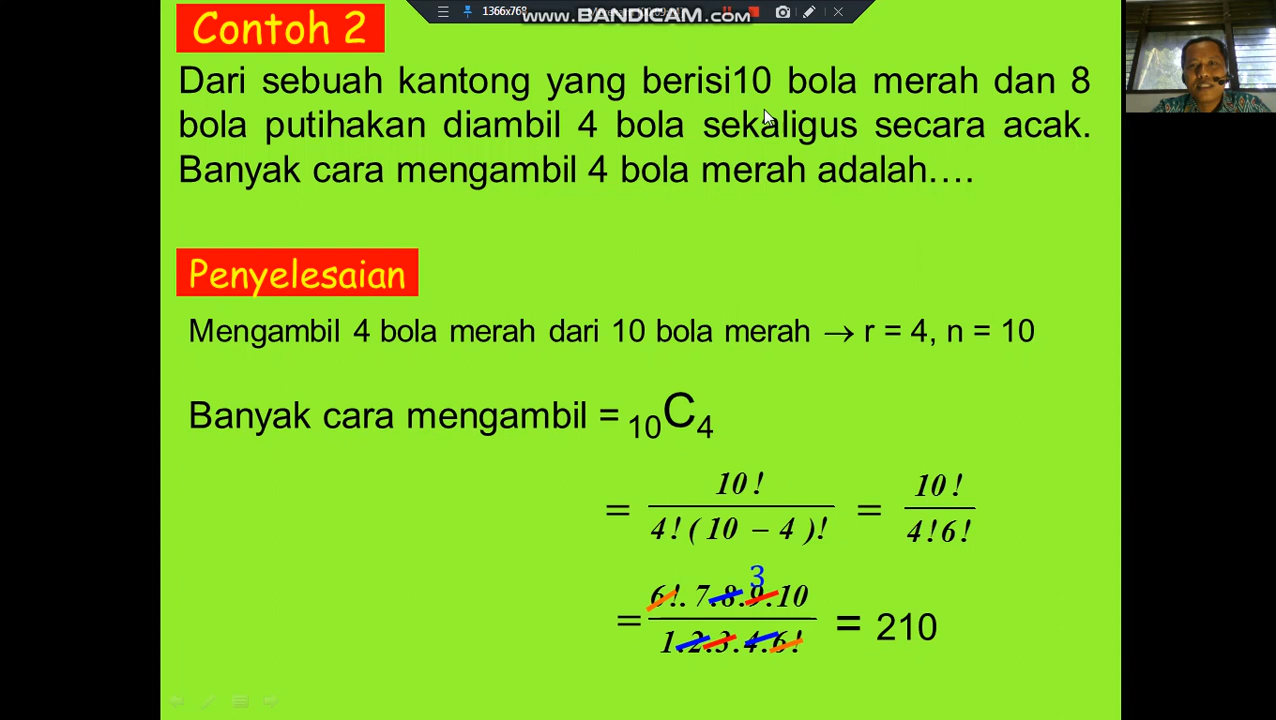 1366x768
www.BANDICAM.com
Contoh 2
Dari sebuah kantong yang berisi10 bola merah dan 8
bola putihakan diambil 4 bola sekaligus secara acak.
Banyak cara mengambil 4 bola merah adalah….
Penyelesaian
Mengambil 4 bola merah dari 10 bola merah → r = 4, n = 10
Banyak cara mengambil = ₁₀C₄
= 10! / 4!(10 – 4)! = 10! / 4!6!
3
= 6!.7.8.9.10 / 1.2.3.4.6! = 210